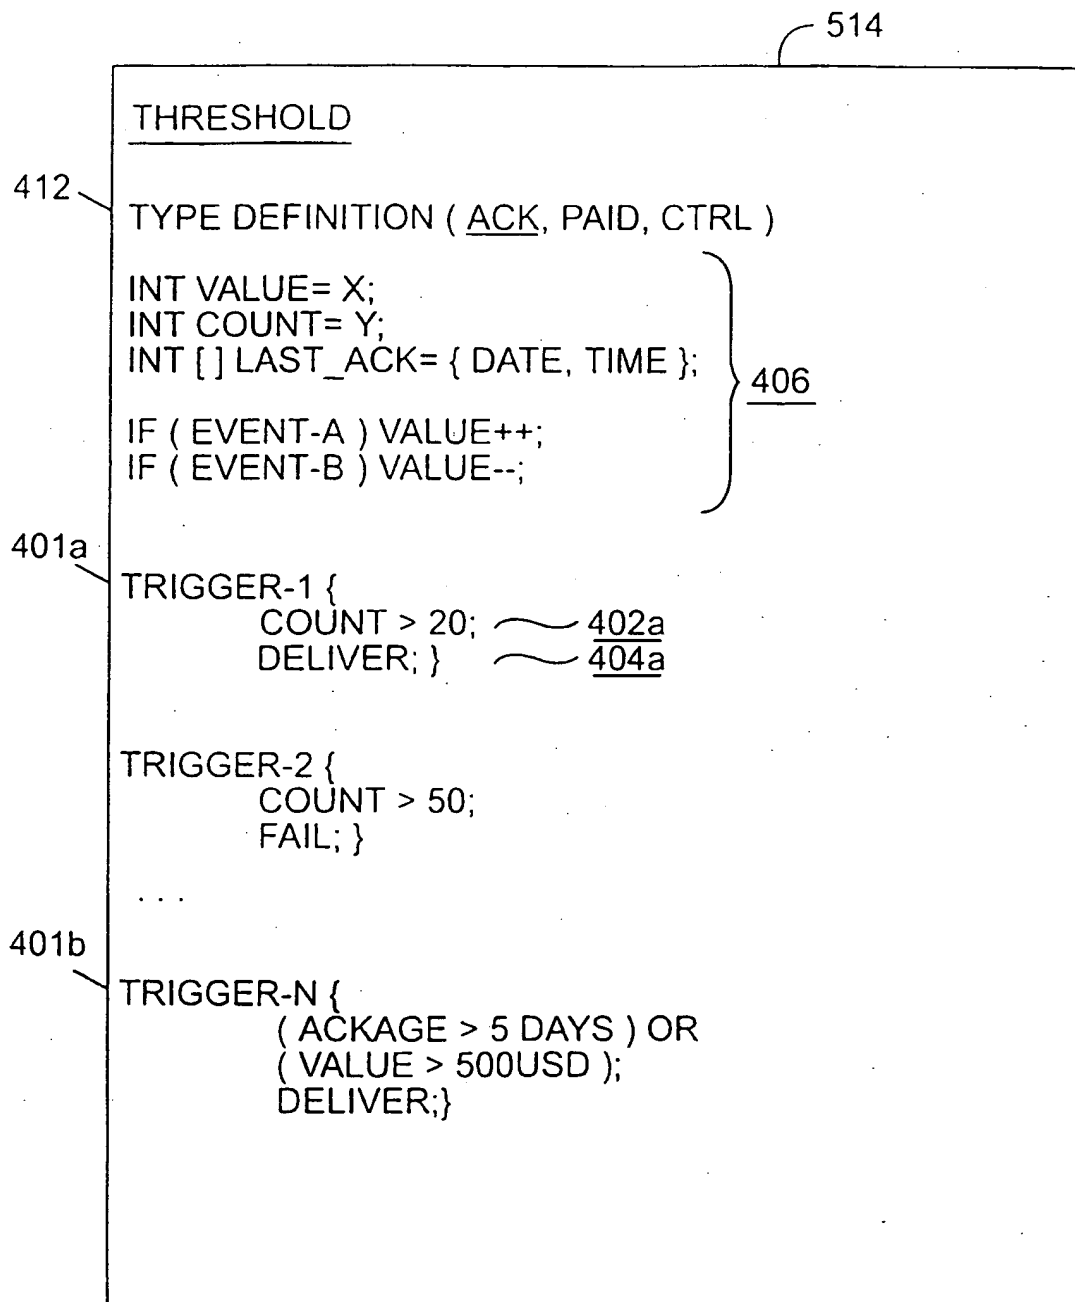 514
THRESHOLD
412
TYPE DEFINITION ( ACK, PAID, CTRL )
INT VALUE= X;
INT COUNT= Y;
INT [ ] LAST_ACK= { DATE, TIME };
406
IF ( EVENT-A ) VALUE++;
IF ( EVENT-B ) VALUE--;
401a
TRIGGER-1 {
COUNT > 20; 402a
DELIVER; } 404a
TRIGGER-2 {
COUNT > 50;
FAIL; }
. . .
401b
TRIGGER-N {
( ACKAGE > 5 DAYS ) OR
( VALUE > 500USD );
DELIVER;}